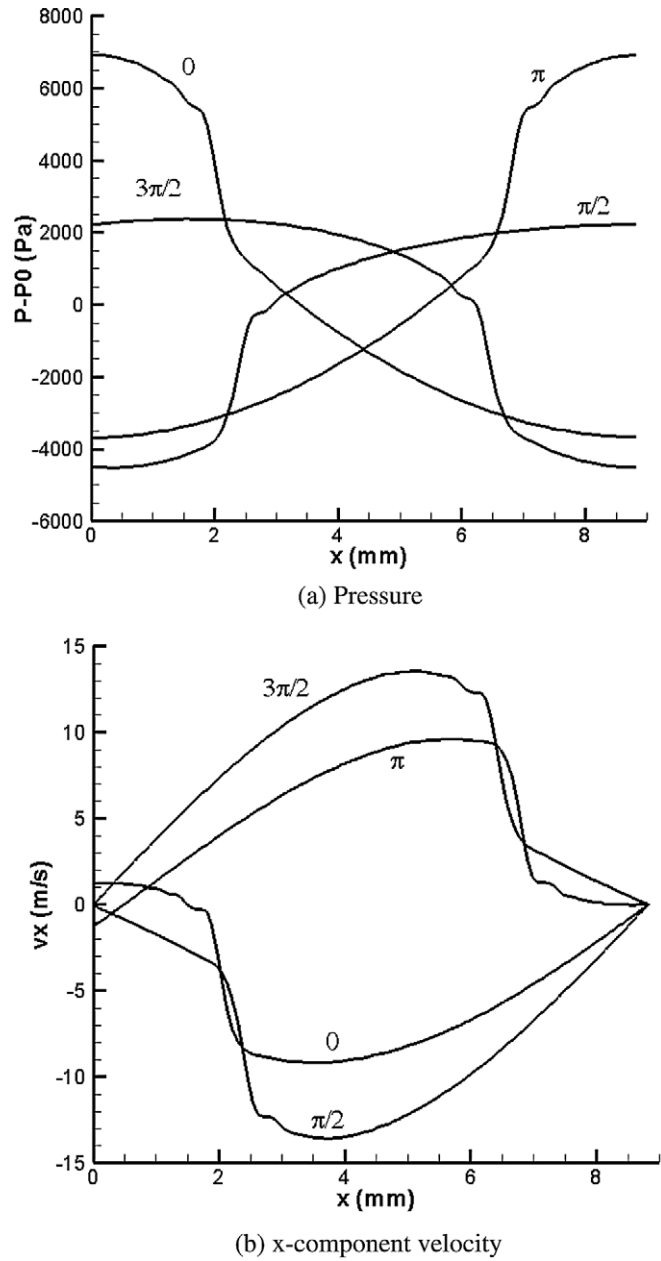 8000
6000
4000
2000
0
-2000
-4000
-6000
P-P0 (Pa)
0
π
3π/2
π/2
0 2 4 6 8
x (mm)
(a) Pressure
15
10
5
0
-5
-10
-15
vx (m/s)
3π/2
π
0
π/2
0 2 4 6 8
x (mm)
(b) x-component velocity